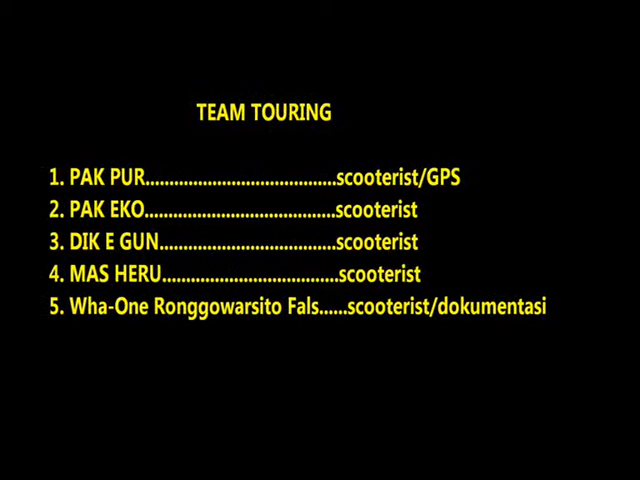 TEAM TOURING
1. PAK PUR........................................scooterist/GPS
2. PAK EKO........................................scooterist
3. DIK E GUN.....................................scooterist
4. MAS HERU.....................................scooterist
5. Wha-One Ronggowarsito Fals......scooterist/dokumentasi